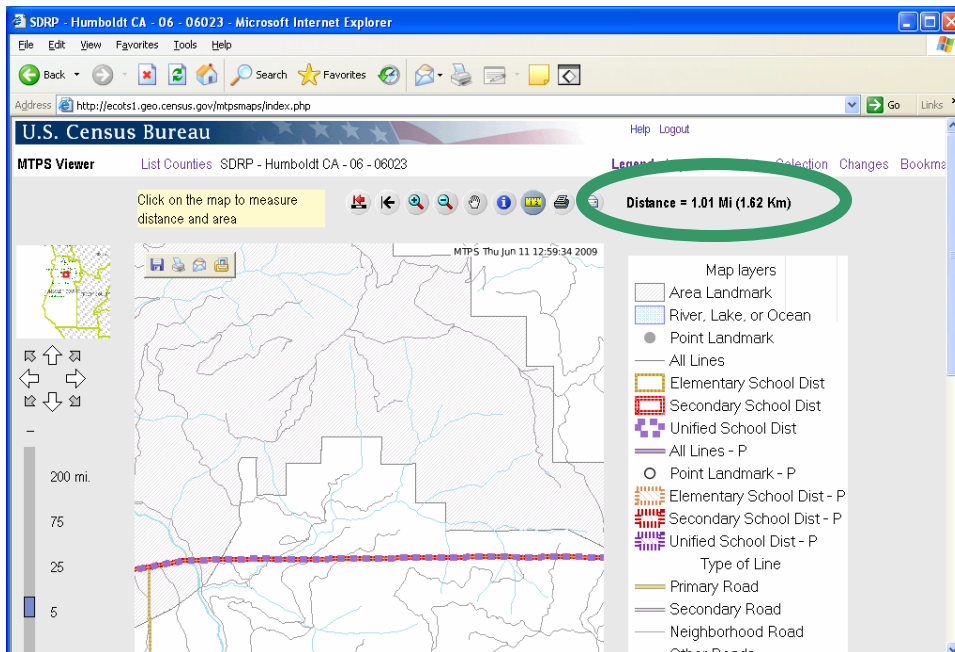 SDRP - Humboldt CA - 06 - 06023 - Microsoft Internet Explorer
File Edit View Favorites Tools Help
Back Search Favorites
Address http://ecots1.geo.census.gov/mtpsmaps/index.php Go Links
U.S. Census Bureau Help Logout
MTPS Viewer List Counties SDRP - Humboldt CA - 06 - 06023 Legend Selection Changes Bookma
Click on the map to measure
distance and area
Distance = 1.01 Mi (1.62 Km)
MTPS Thu Jun 11 12:59:34 2009
200 mi.
75
25
5
Map layers
Area Landmark
River, Lake, or Ocean
Point Landmark
All Lines
Elementary School Dist
Secondary School Dist
Unified School Dist
All Lines - P
Point Landmark - P
Elementary School Dist - P
Secondary School Dist - P
Unified School Dist - P
Type of Line
Primary Road
Secondary Road
Neighborhood Road
Other Roads